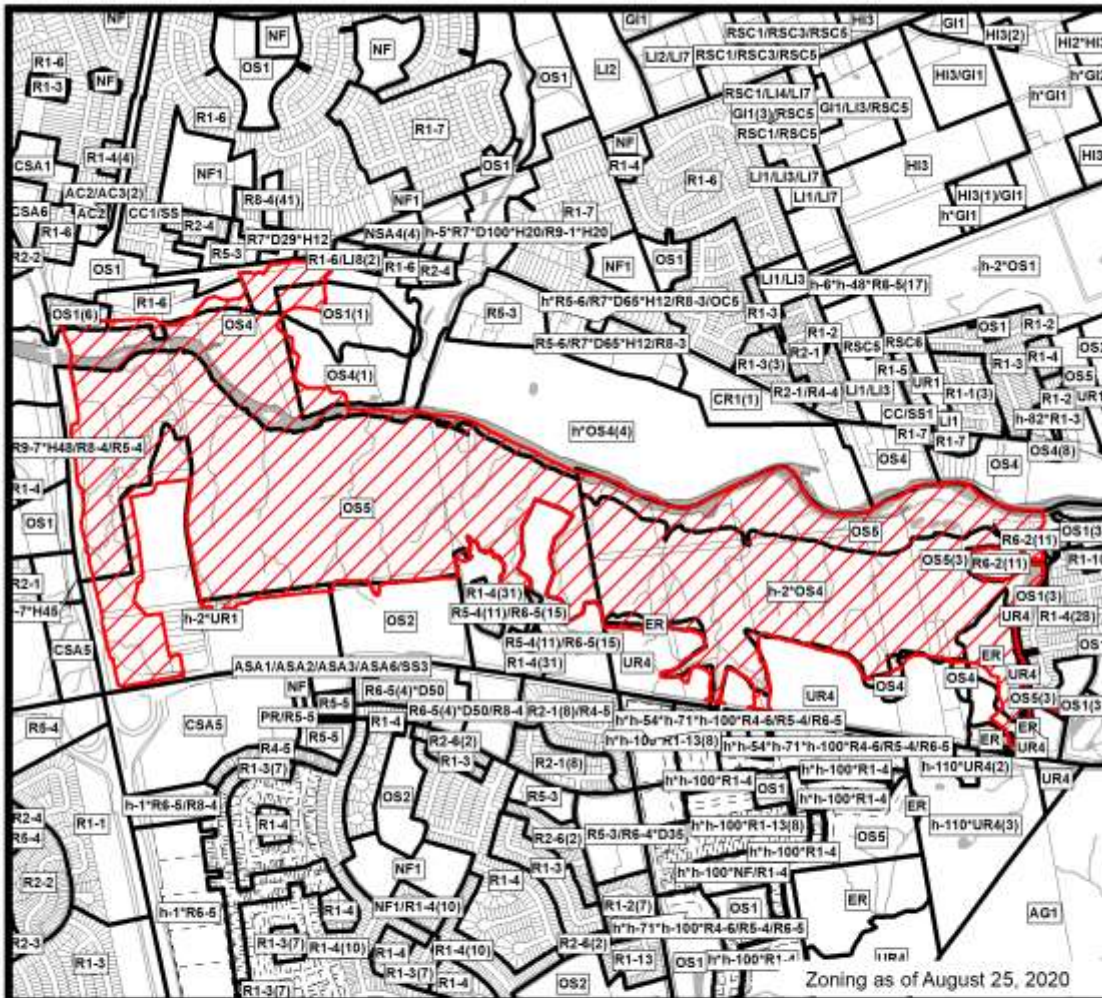 NF
NF
NF
GI1
RSC1/RSC3/RSC5
HI3
GI1
HI3(2)
R1-6
NF
R1-3
OS1
OS1
LI2
LI2/LI7
RSC1/RSC3/RSC5
HI3/GI1
h*GI1
R1-6
R1-7
RSC1/LI4/LI7
GI1(3)/RSC5
GI1/LI3/RSC5
RSC1/RSC5
NF
R1-4
CSA1
R1-4(4)
NF1
OS1
R1-6
HI3
HI3
AC2/AC3(2)
R8-4(41)
NF1
R1-7
LI1/LI3/LI7
LI1/LI7
HI3(1)/GI1
h*GI1
CSA6
AC2
CC1/SS
R2-4
R1-6
R5-3
R7*D29*H12
NSA4(4)
h-5*R7*D100*H20/R9-1*H20
R2-2
OS1
R1-6/LI8(2)
R1-6
R2-4
NF1
OS1
LI1/LI3
h-2*OS1
h-6*h-48*R6-5(17)
R1-6
OS1(6)
OS4
OS1(1)
h*R5-6/R7*D65*H12/R8-3/OC5
R5-3
R1-3
R5-6/R7*D65*H12/R8-3
R1-2
R2-1
RSC5
RSC6
OS1
R1-2
R1-3
R1-4
OS4(1)
R1-3(3)
R1-5
UR1
R1-1(3)
OS5
R2-1/R4-4
LI1/LI3
R1-2
UR1
CR1(1)
CC/SS1
LI1
h-82*R1-3
h*OS4(4)
R1-7
R1-7
OS4(8)
R9-7*H48/R8-4/R5-4
OS4
OS4
R1-4
OS1
OS5
OS5
R6-2(11)
OS5(3)
R6-2(11)
R2-1
R1-4(31)
h-2*OS4
OS1(3)
UR4
R1-4(28)
h-2*UR1
OS2
R5-4(11)/R6-5(15)
ER
CSA5
R5-4(11)/R6-5(15)
R1-4(31)
UR4
ER
UR4
ASA1/ASA2/ASA3/ASA6/SS3
UR4
OS4
OS4
OS5(3)
NF
R5-5
R6-5(4)*D50
CSA5
PR/R5-5
R6-5(4)*D50/R8-4
R2-1(8)/R4-5
h*h-54*h-71*h-100*R4-6/R5-4/R6-5
ER
R5-4
R5-5
R1-4
h*h-100*R1-13(8)
h*h-54*h-71*h-100*R4-6/R5-4/R6-5
ER
UR4
R4-5
R2-6(2)
R1-3(7)
R1-3
R2-1(8)
h*h-100*R1-4
h*h-100*R1-4
h-110*UR4(2)
UR4
h-1*R6-5/R8-4
OS2
R5-3
OS1
h*h-100*R1-4
ER
R2-4
R5-4
R1-1
R1-4
R2-6(2)
R5-3/R6-4*D35
h*h-100*R1-13(8)
OS5
h-110*UR4(3)
h*h-100*R1-4
R2-2
R1-3
h*h-100*NF/R1-4
NF1
R1-4
h-1*R6-5
R1-4
NF1/R1-4(10)
R1-2(7)
OS1
ER
AG1
h*h-71*h-100*R4-6/R5-4/R6-5
R2-3
R1-3(7)
R1-4(10)
R1-4
R1-4(10)
R2-6(2)
R1-3
R1-3(7)
R1-13
OS1
h*h-100*R1-4
UR4
R1-3(7)
R1-4
OS2
Zoning as of August 25, 2020